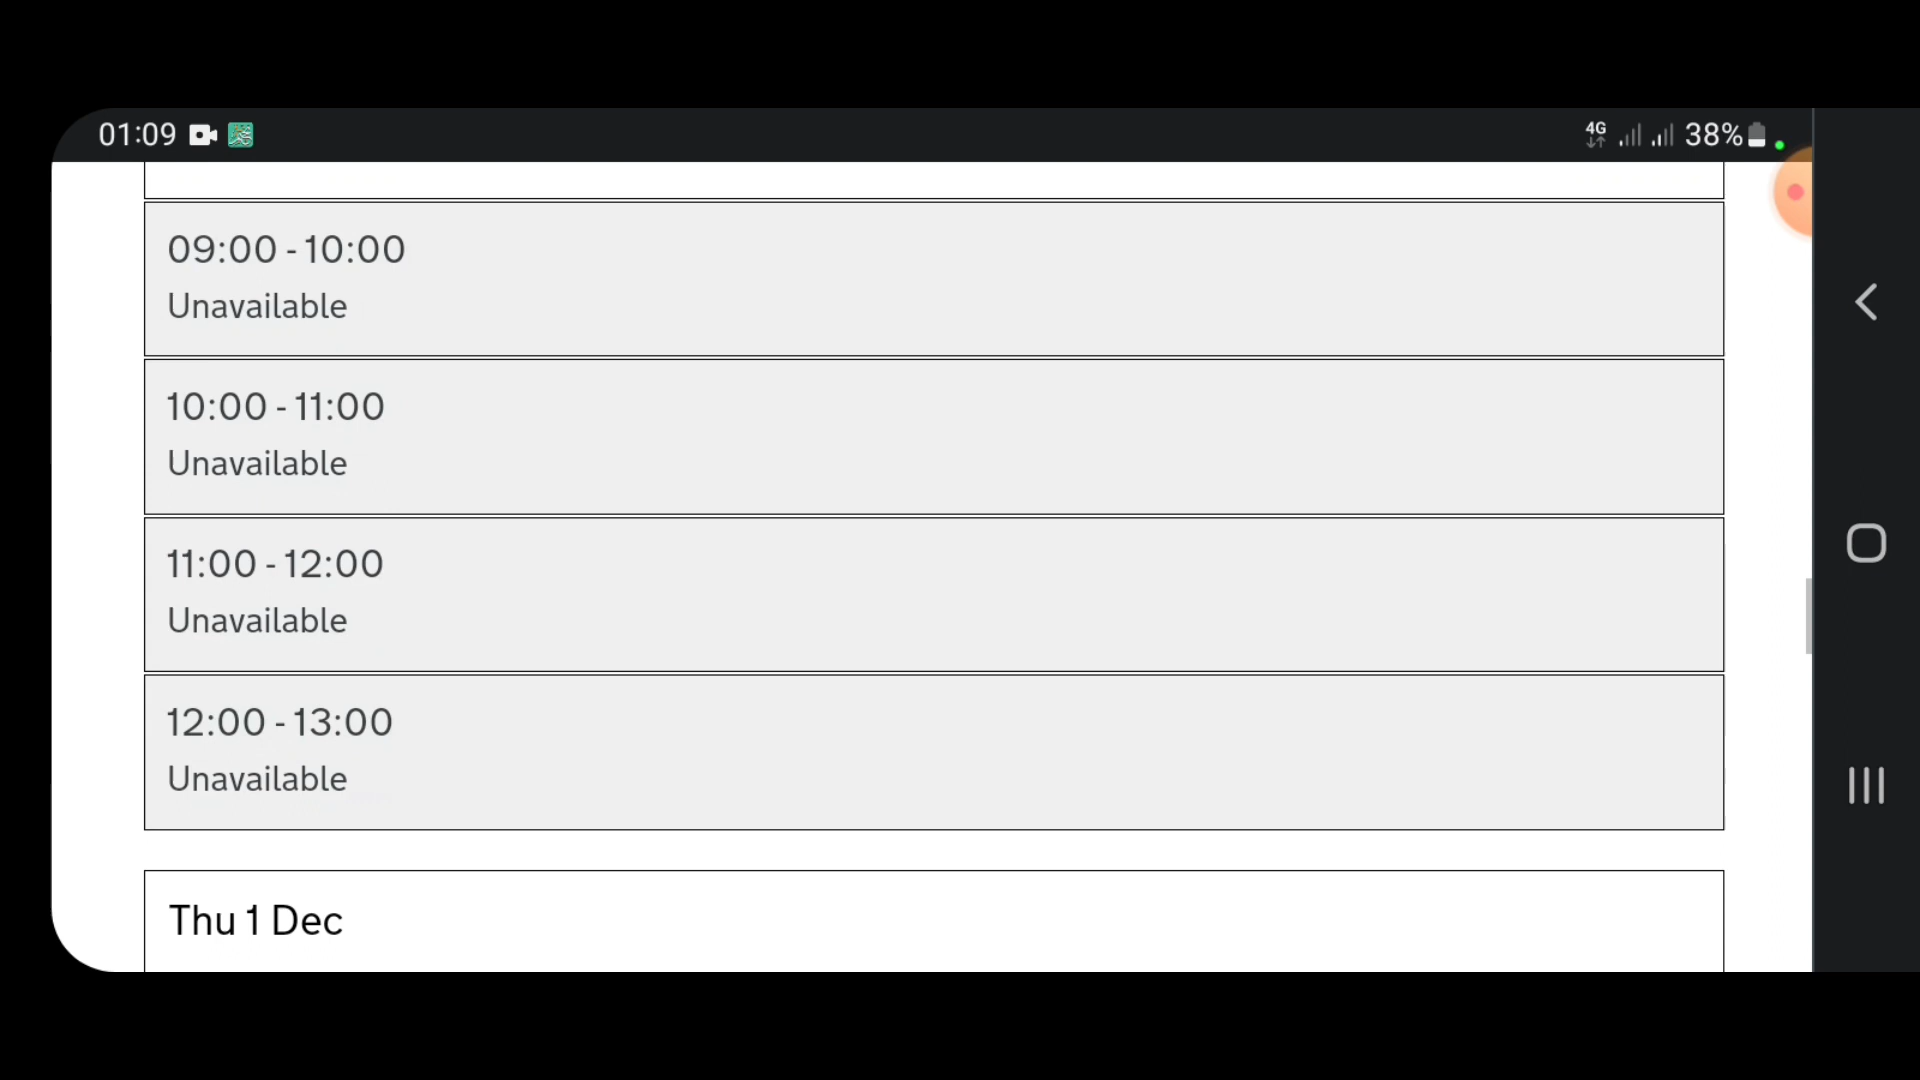 01:09
4G 38%
09:00 - 10:00
Unavailable
10:00 - 11:00
Unavailable
11:00 - 12:00
Unavailable
12:00 - 13:00
Unavailable
Thu 1 Dec